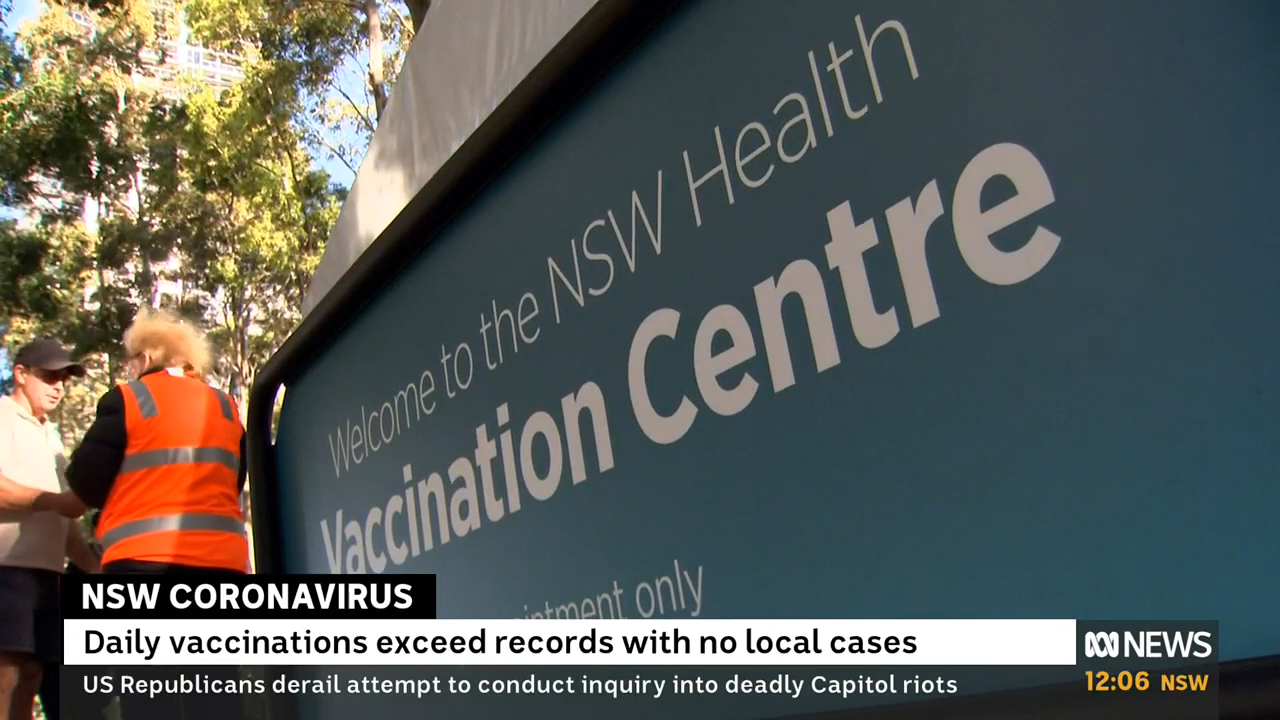 Welcome to the NSW Health
Vaccination Centre
only
NSW CORONAVIRUS
Daily vaccinations exceed records with no local cases
NEWS
US Republicans derail attempt to conduct inquiry into deadly Capitol riots
12:06 NSW